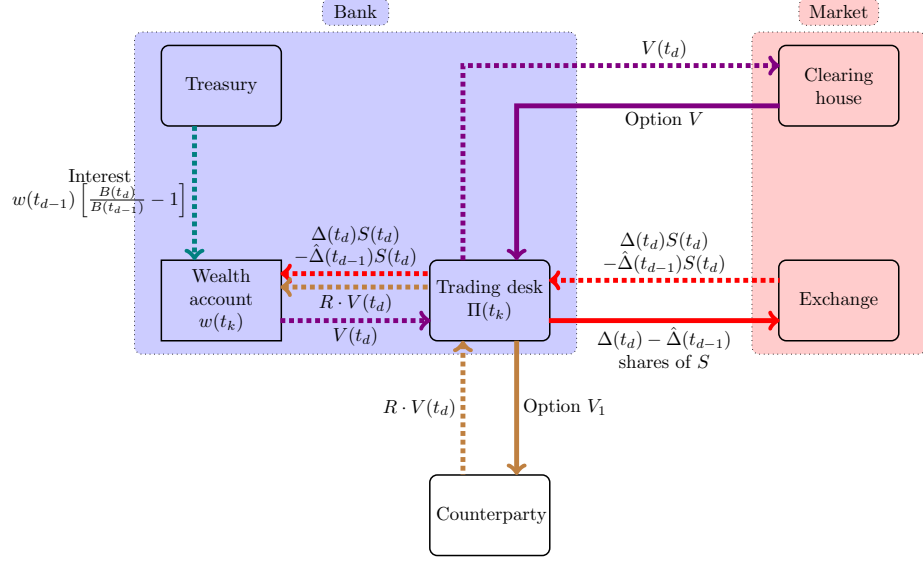 Bank
Market
Treasury
V(t_d)
Clearing
house
Option V
Interest
w(t_{d−1}) [B(t_d)/B(t_{d−1}) − 1]
Δ(t_d)S(t_d)
-Δ̂(t_{d−1})S(t_d)
Δ(t_d)S(t_d)
-Δ̂(t_{d−1})S(t_d)
Wealth
account
w(t_k)
R · V(t_d)
V(t_d)
Trading desk
Π(t_k)
Exchange
Δ(t_d) − Δ̂(t_{d−1})
shares of S
R · V(t_d)
Option V_1
Counterparty